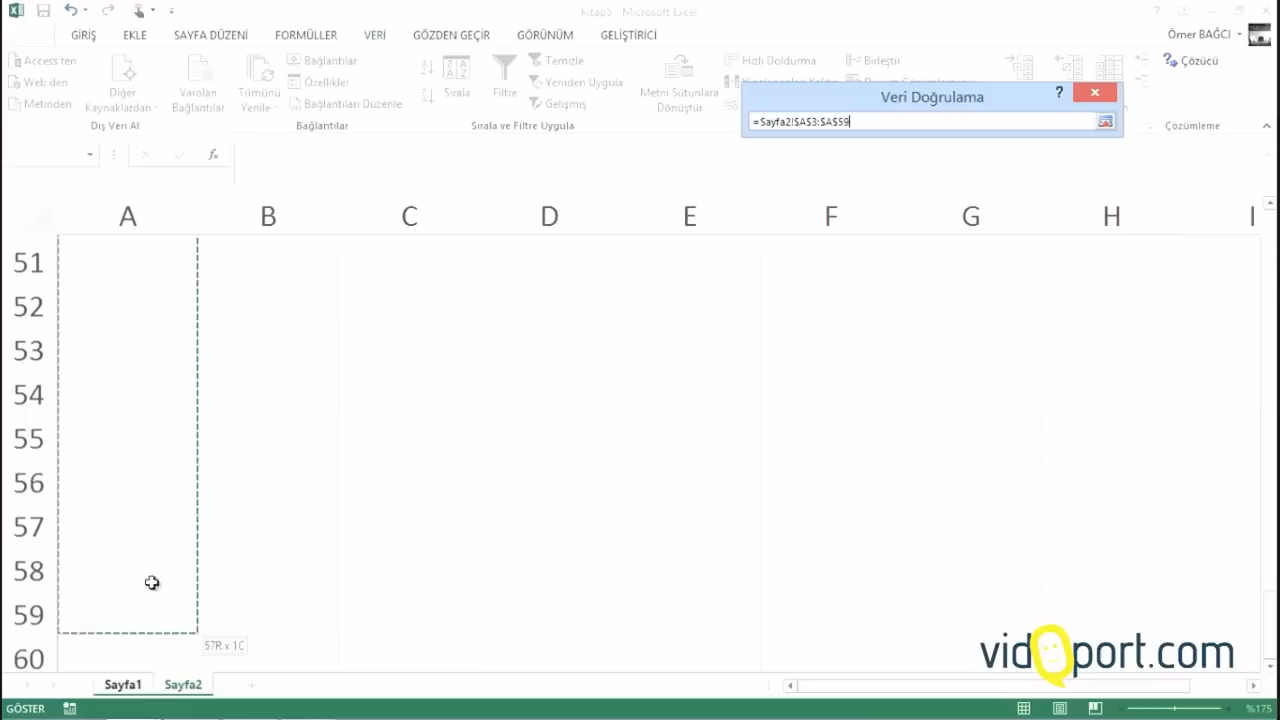 Kitap1 - Microsoft Excel
GİRİŞ EKLE SAYFA DÜZENİ FORMÜLLER VERİ GÖZDEN GEÇİR GÖRÜNÜM GELİŞTİRİCİ Ömer BAĞCI
Access'ten
Web'den
Metinden
Diğer Kaynaklardan
Varolan Bağlantılar
Dış Veri Al
Tümünü Yenile
Bağlantılar
Özellikler
Bağlantıları Düzenle
Bağlantılar
Sırala
Filtre
Temizle
Yeniden Uygula
Gelişmiş
Sırala ve Filtre Uygula
Metni Sütunlara Dönüştür
Hızlı Doldurma
Birleştir
Çözücü
Çözümleme
Veri Doğrulama
=Sayfa2!$A$3:$A$59
fx
A B C D E F G H I
51
52
53
54
55
56
57
58
59
60
57R x 1C
vidoport.com
Sayfa1 Sayfa2
GÖSTER %175